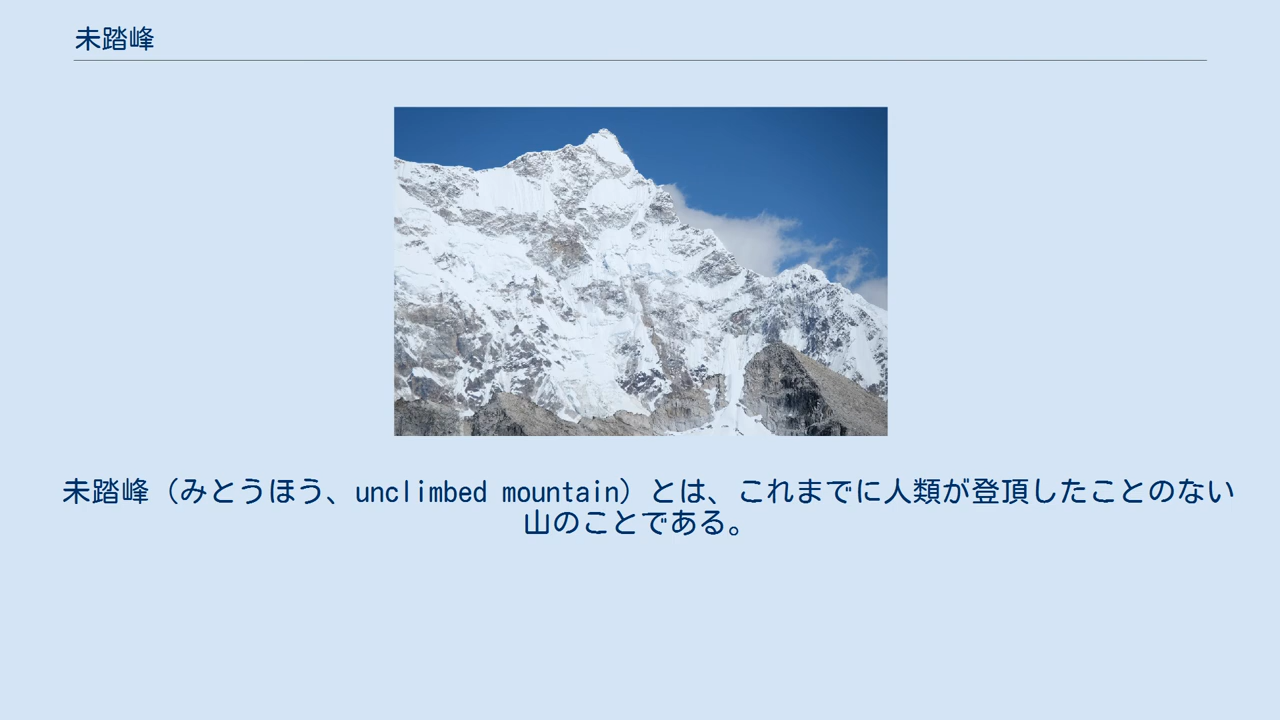 未踏峰
未踏峰（みとうほう、unclimbed mountain）とは、これまでに人類が登頂したことのない
山のことである。